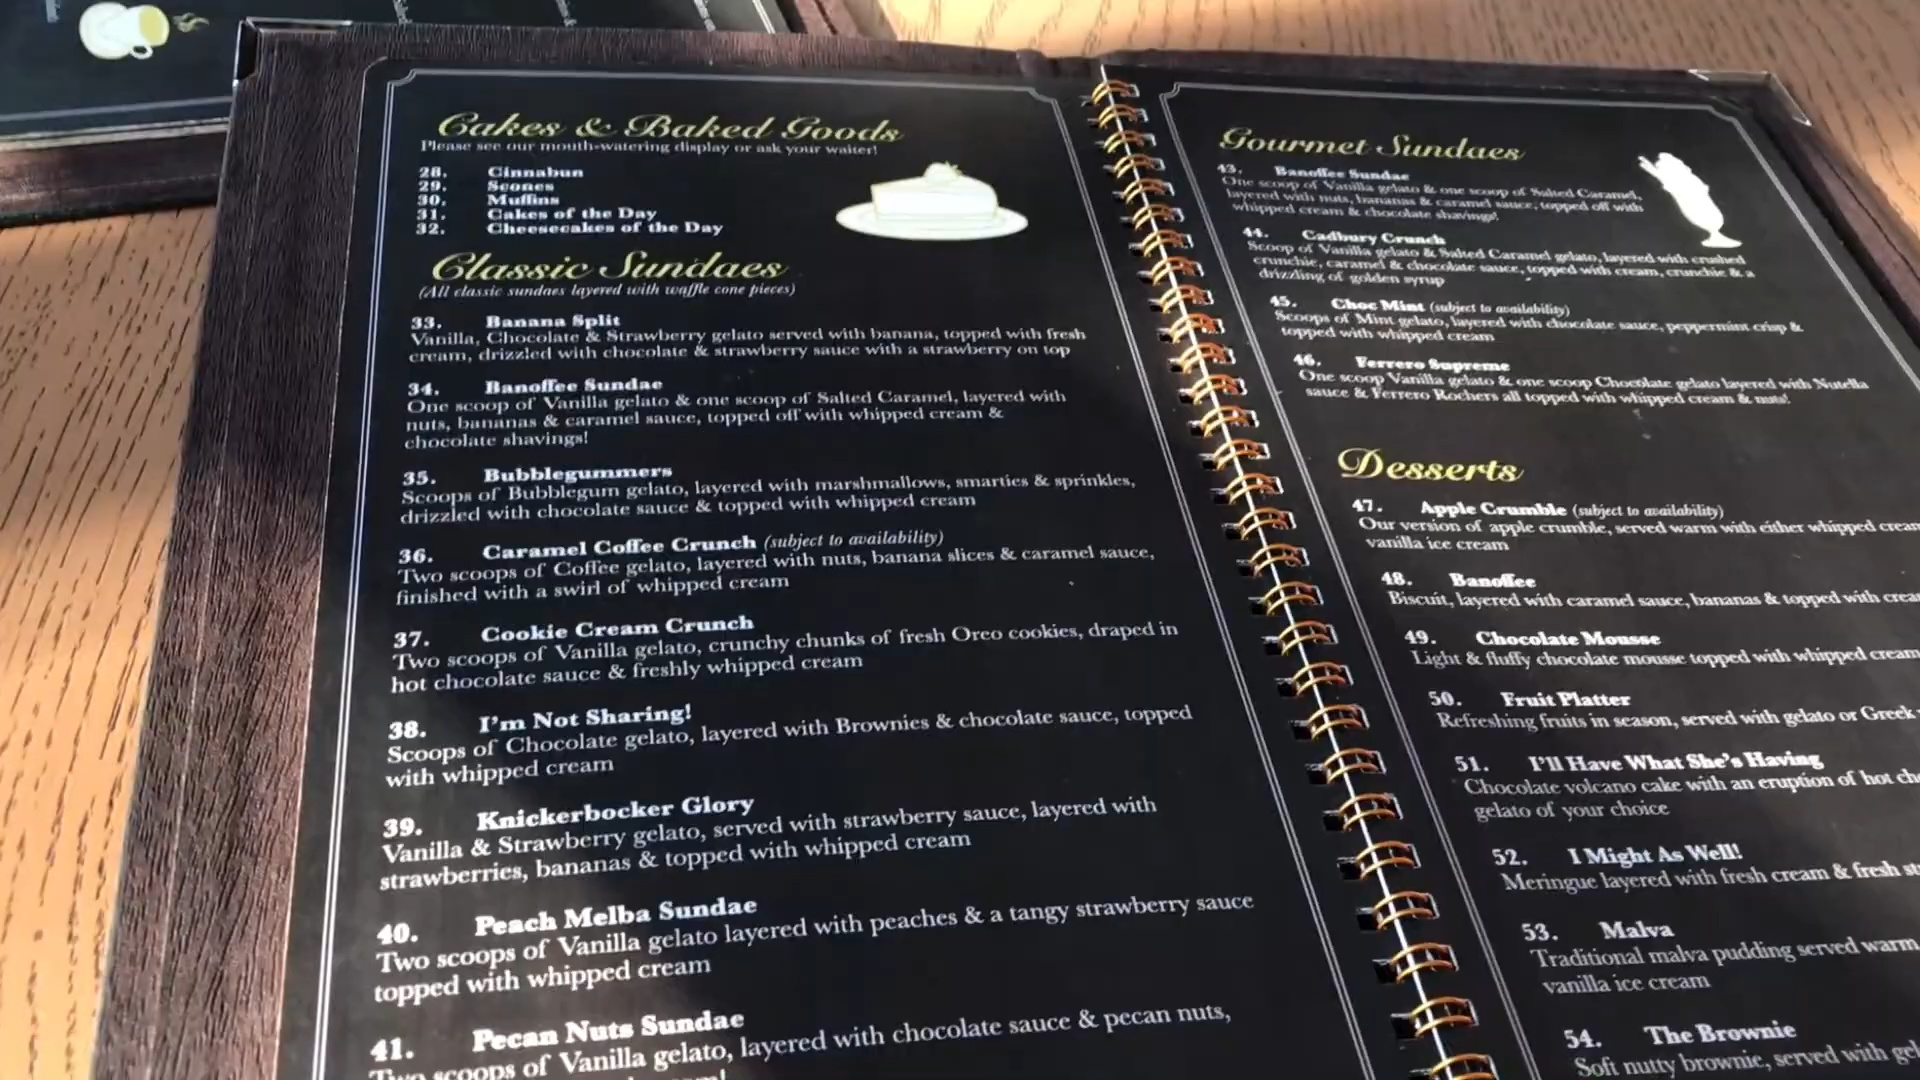 Cakes & Baked Goods
Please see our mouth-watering display or ask your waiter!
28. Cinnabun
29. Scones
30. Muffins
31. Cakes of the Day
32. Cheesecakes of the Day
Classic Sundaes
(All classic sundaes layered with waffle cone pieces)
33. Banana Split
Vanilla, Chocolate & Strawberry gelato served with banana, topped with fresh
cream, drizzled with chocolate & strawberry sauce with a strawberry on top
34. Banoffee Sundae
One scoop of Vanilla gelato & one scoop of Salted Caramel, layered with
nuts, bananas & caramel sauce, topped off with whipped cream &
chocolate shavings!
35. Bubblegummers
Scoops of Bubblegum gelato, layered with marshmallows, smarties & sprinkles,
drizzled with chocolate sauce & topped with whipped cream
36. Caramel Coffee Crunch (subject to availability)
Two scoops of Coffee gelato, layered with nuts, banana slices & caramel sauce,
finished with a swirl of whipped cream
37. Cookie Cream Crunch
Two scoops of Vanilla gelato, crunchy chunks of fresh Oreo cookies, draped in
hot chocolate sauce & freshly whipped cream
38. I'm Not Sharing!
Scoops of Chocolate gelato, layered with Brownies & chocolate sauce, topped
with whipped cream
39. Knickerbocker Glory
Vanilla & Strawberry gelato, served with strawberry sauce, layered with
strawberries, bananas & topped with whipped cream
40. Peach Melba Sundae
Two scoops of Vanilla gelato layered with peaches & a tangy strawberry sauce
topped with whipped cream
41. Pecan Nuts Sundae
Two scoops of Vanilla gelato, layered with chocolate sauce & pecan nuts,
Gourmet Sundaes
43. Banoffee Sundae
One scoop of Vanilla gelato & one scoop of Salted Caramel,
layered with nuts, bananas & caramel sauce, topped off with
whipped cream & chocolate shavings!
44. Cadbury Crunch
Scoop of Vanilla gelato & Salted Caramel gelato, layered with crushed
crunchie, caramel & chocolate sauce, topped with cream, crunchie & a
drizzling of golden syrup
45. Choc Mint (subject to availability)
Scoops of Mint gelato, layered with chocolate sauce, peppermint crisp &
topped with whipped cream
46. Ferrero Supreme
One scoop Vanilla gelato & one scoop Chocolate gelato layered with Nutella
sauce & Ferrero Rochers all topped with whipped cream & nuts!
Desserts
47. Apple Crumble (subject to availability)
Our version of apple crumble, served warm with either whipped cream
vanilla ice cream
48. Banoffee
Biscuit, layered with caramel sauce, bananas & topped with
49. Chocolate Mousse
Light & fluffy chocolate mousse topped with whipped cream
50. Fruit Platter
Refreshing fruits in season, served with gelato or Greek
51. I'll Have What She's Having
Chocolate volcano cake with an eruption of hot
gelato of your choice
52. I Might As Well!
Meringue layered with fresh cream & fresh
53. Malva
Traditional malva pudding served warm
vanilla ice cream
54. The Brownie
Soft nutty brownie, served with